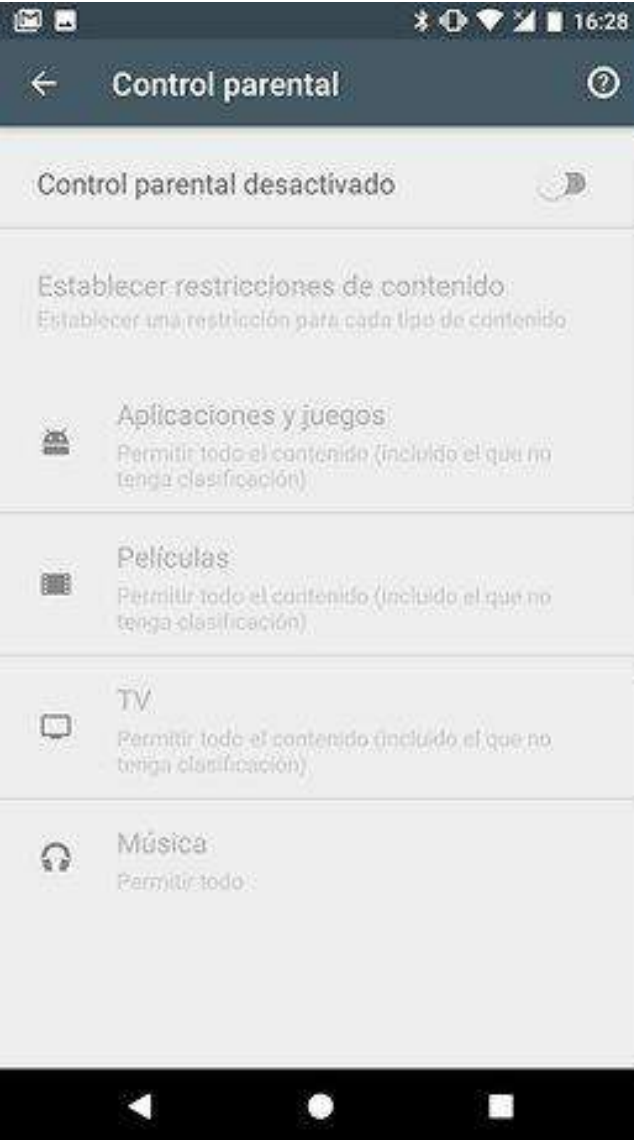 16:28
Control parental
Control parental desactivado
Establecer restricciones de contenido
Establecer una restricción para cada tipo de contenido
Aplicaciones y juegos
Permitir todo el contenido (incluido el que no
tenga clasificación)
Películas
Permitir todo el contenido (incluido el que no
tenga clasificación)
TV
Permitir todo el contenido (incluido el que no
tenga clasificación)
Música
Permitir todo